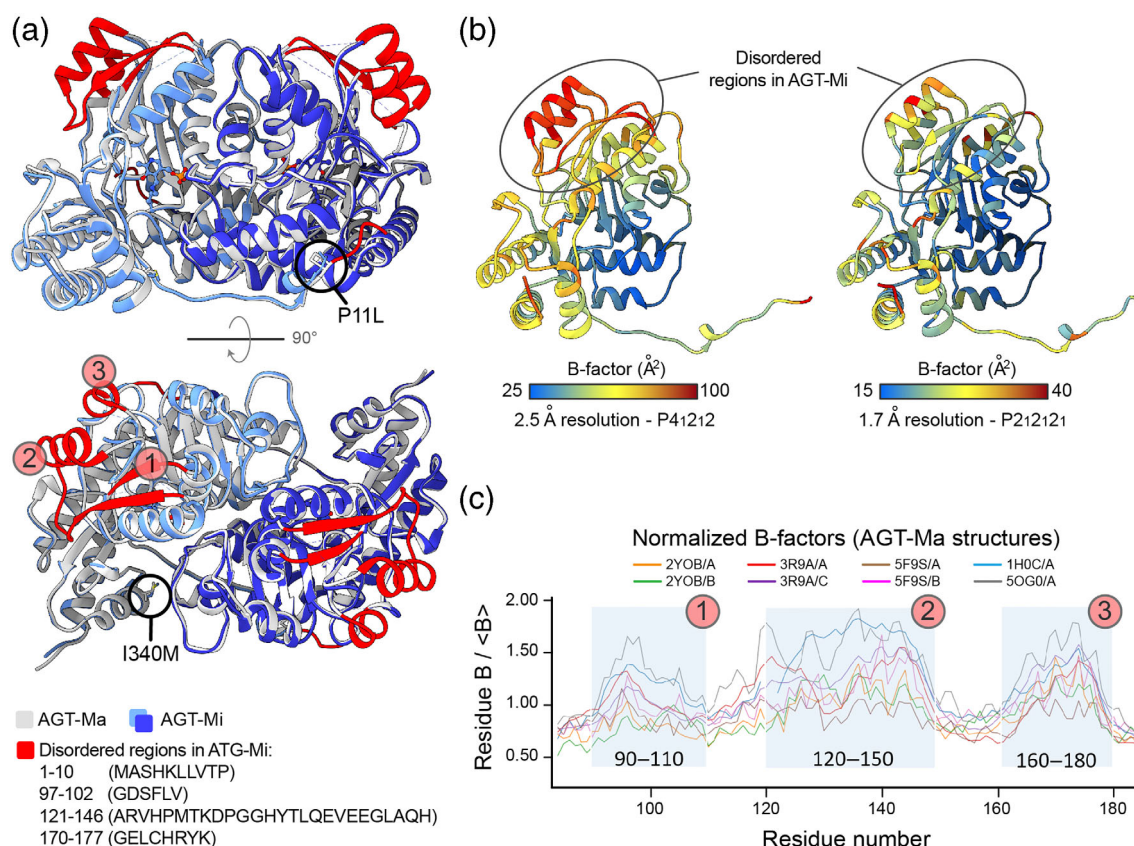 (a)
P11L
90°
3
2
1
I340M
AGT-Ma AGT-Mi
Disordered regions in ATG-Mi:
1-10 (MASHKLLVTP)
97-102 (GDSFLV)
121-146 (ARVHPMTKDPGGHYTLQEVEEGLAQH)
170-177 (GELCHRYK)
(b)
Disordered
regions in AGT-Mi
B-factor (Å²)
25 100
2.5 Å resolution - P4₁2₁2
B-factor (Å²)
15 40
1.7 Å resolution - P2₁2₁2₁
(c)
Normalized B-factors (AGT-Ma structures)
2YOB/A 3R9A/A 5F9S/A 1H0C/A
2YOB/B 3R9A/C 5F9S/B 5OG0/A
2.00
1.50
1.00
0.50
Residue B / <B>
1 2 3
90–110 120–150 160–180
100 120 140 160 180
Residue number